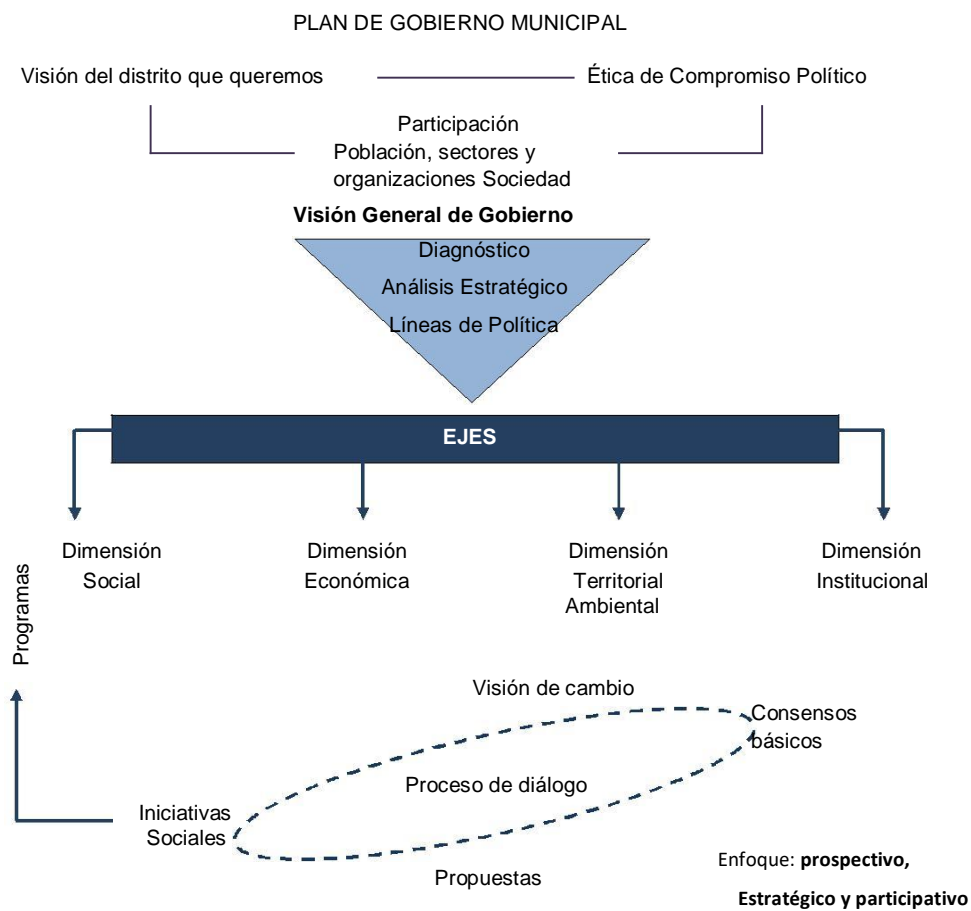 PLAN DE GOBIERNO MUNICIPAL
Visión del distrito que queremos
Ética de Compromiso Político
Participación
Población, sectores y
organizaciones Sociedad
Visión General de Gobierno
Diagnóstico
Análisis Estratégico
Líneas de Política
EJES
Dimensión
Social
Dimensión
Económica
Dimensión
Territorial
Ambiental
Dimensión
Institucional
Programas
Visión de cambio
Consensos
básicos
Proceso de diálogo
Iniciativas
Sociales
Propuestas
Enfoque: prospectivo,
Estratégico y participativo